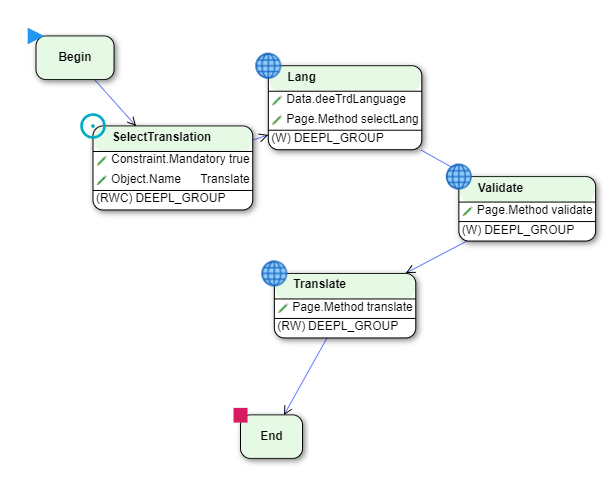 Begin
Lang
Data.deeTrdLanguage
Page.Method selectLang
(W) DEEPL_GROUP
SelectTranslation
Constraint.Mandatory true
Object.Name Translate
(RWC) DEEPL_GROUP
Validate
Page.Method validate
(W) DEEPL_GROUP
Translate
Page.Method translate
(RW) DEEPL_GROUP
End